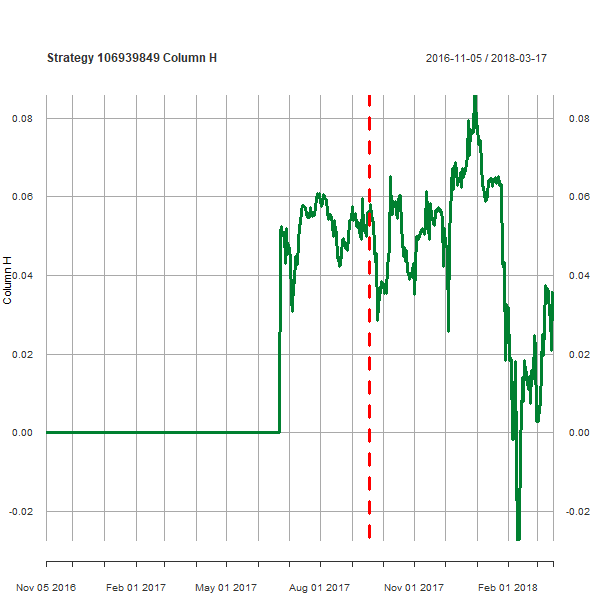 Strategy 106939849 Column H
2016-11-05 / 2018-03-17
0.08
0.08
0.06
0.06
0.04
0.04
Column H
0.02
0.02
0.00
0.00
-0.02
-0.02
Nov 05 2016
Feb 01 2017
May 01 2017
Aug 01 2017
Nov 01 2017
Feb 01 2018